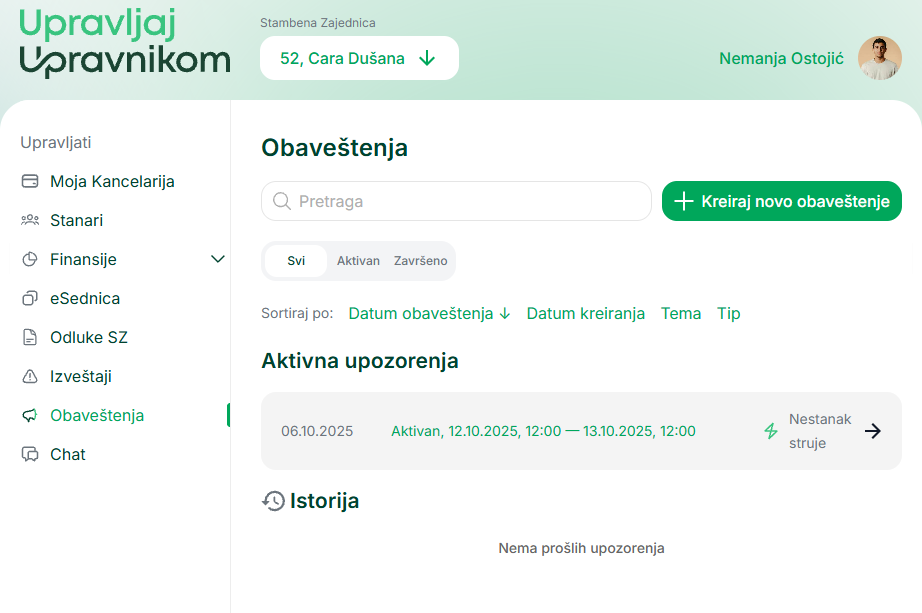 Upravljaj
Upravnikom
Stambena Zajednica
52, Cara Dušana
Nemanja Ostojić
Upravljati
Moja Kancelarija
Stanari
Finansije
eSednica
Odluke SZ
Izveštaji
Obaveštenja
Chat
Obaveštenja
Pretraga
Kreiraj novo obaveštenje
Svi
Aktivan
Završeno
Sortiraj po:
Datum obaveštenja ↓
Datum kreiranja
Tema
Tip
Aktivna upozorenja
06.10.2025
Aktivan, 12.10.2025, 12:00 — 13.10.2025, 12:00
Nestanak
struje
Istorija
Nema prošlih upozorenja